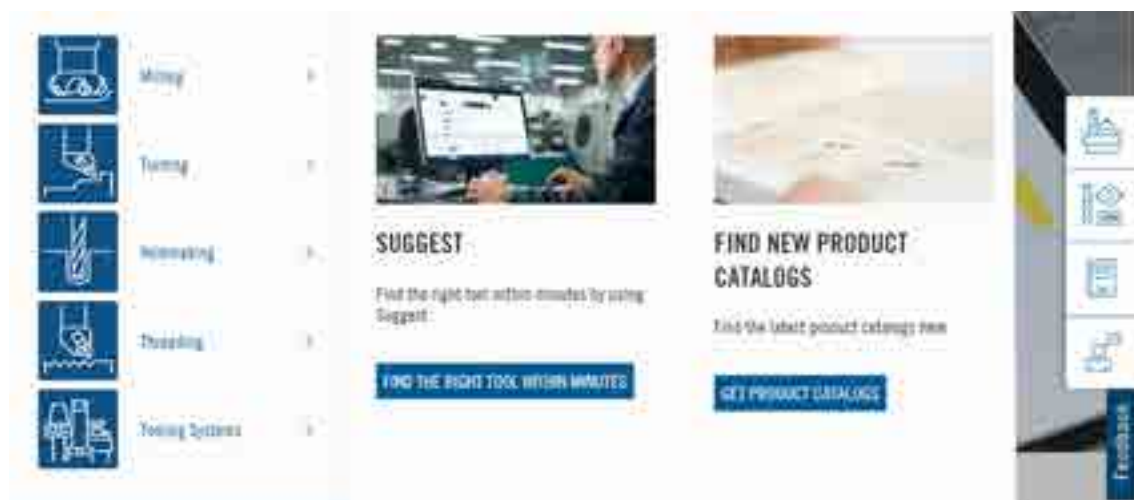 Milling
Turning
Holemaking
Threading
Tooling Systems
SUGGEST
Find the right tool within minutes by using
Suggest
FIND THE RIGHT TOOL WITHIN MINUTES
FIND NEW PRODUCT
CATALOGS
Find the latest product catalogs here
GET PRODUCT CATALOGS
Feedback